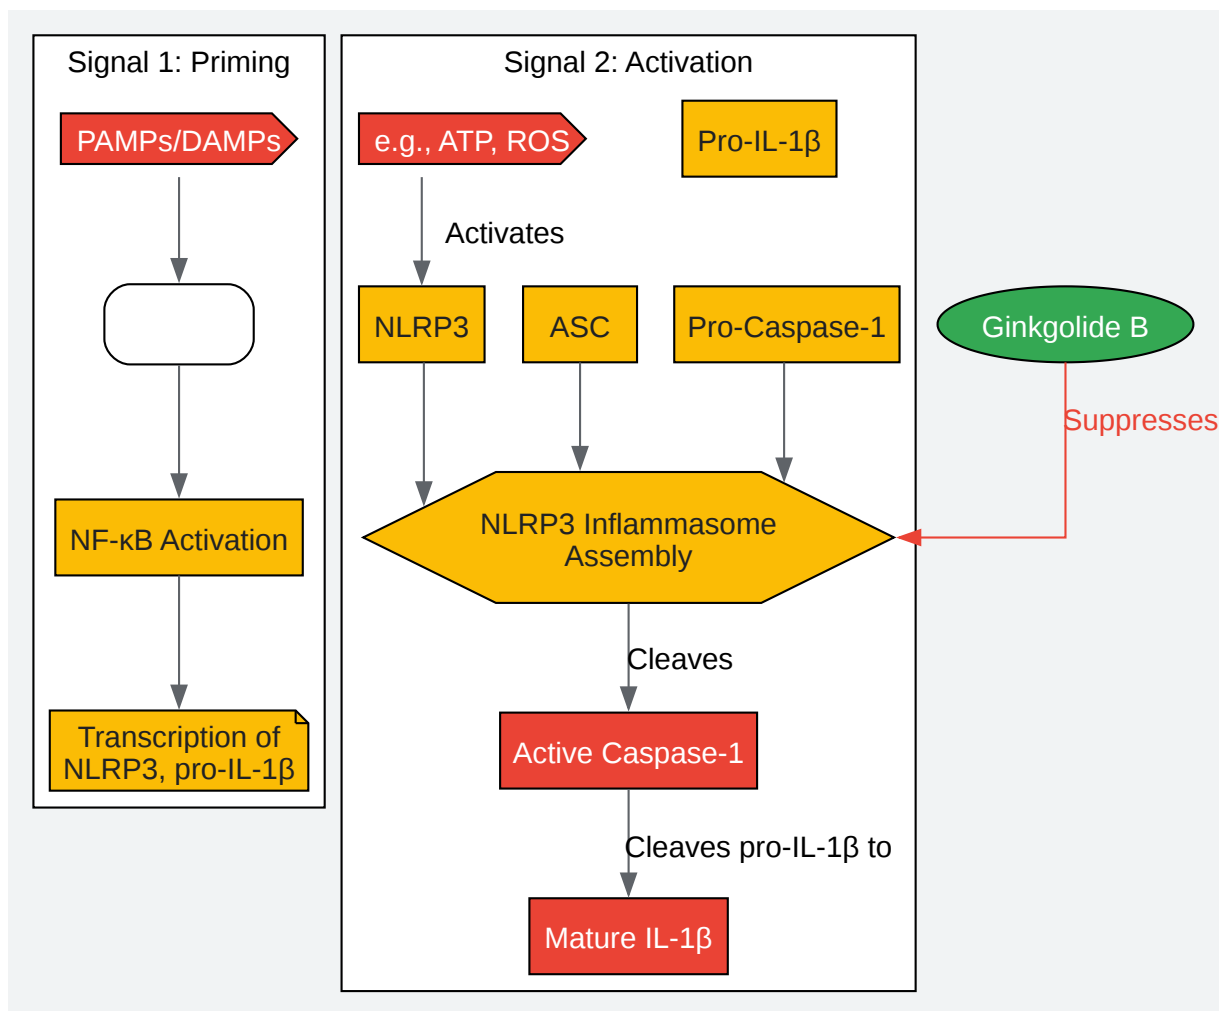 Signal 1: Priming
PAMPs/DAMPs
NF-κB Activation
Transcription of
NLRP3, pro-IL-1β
Signal 2: Activation
e.g., ATP, ROS
Pro-IL-1β
Activates
NLRP3
ASC
Pro-Caspase-1
NLRP3 Inflammasome
Assembly
Cleaves
Active Caspase-1
Cleaves pro-IL-1β to
Mature IL-1β
Ginkgolide B
Suppresses